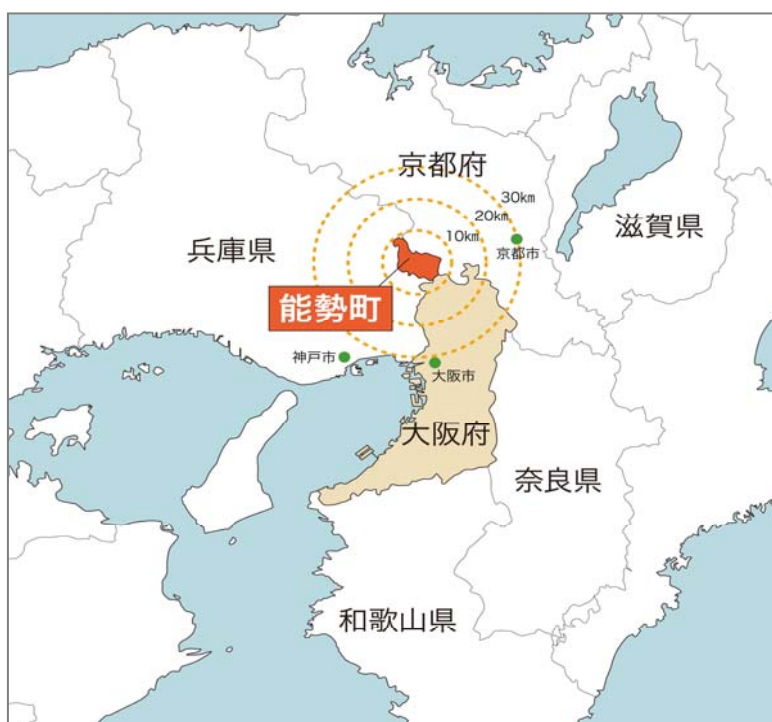 京都府
30km
20km
10km
京都市
滋賀県
兵庫県
能勢町
神戸市
大阪市
大阪府
奈良県
和歌山県